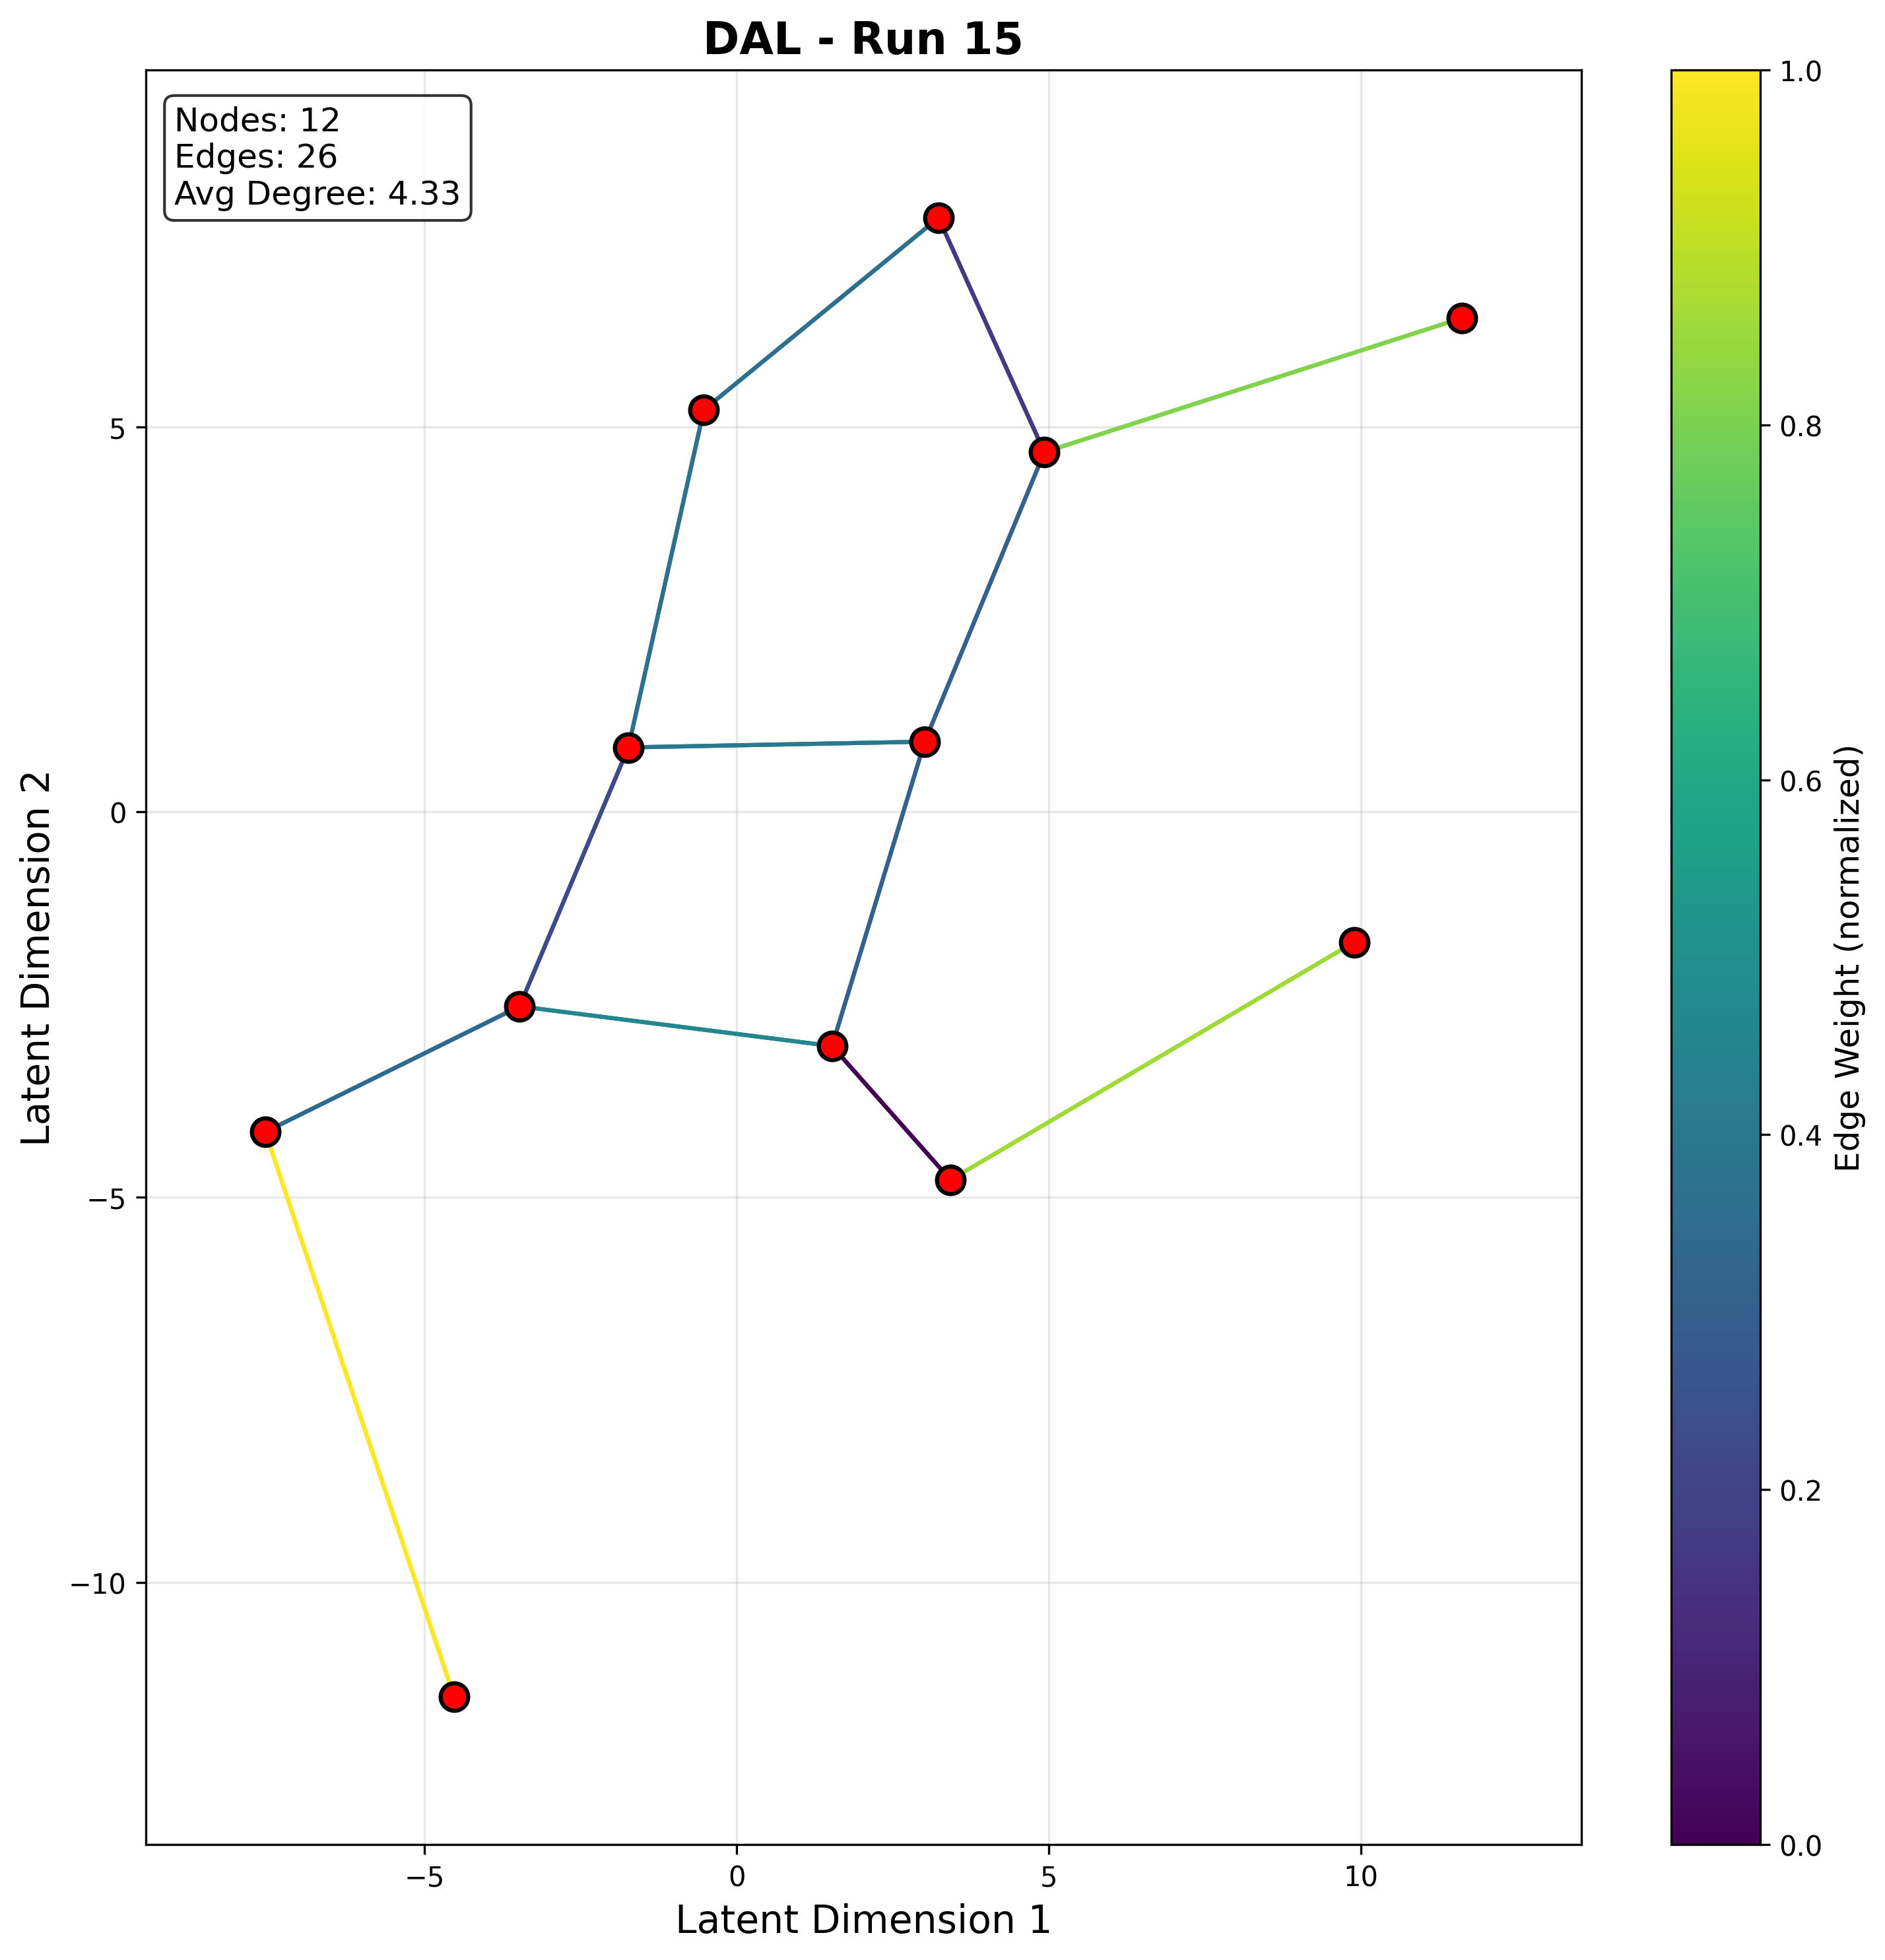 DAL - Run 15
Nodes: 12
Edges: 26
Avg Degree: 4.33
5
0
−5
−10
Latent Dimension 2
−5
0
5
10
Latent Dimension 1
1.0
0.8
0.6
0.4
0.2
0.0
Edge Weight (normalized)